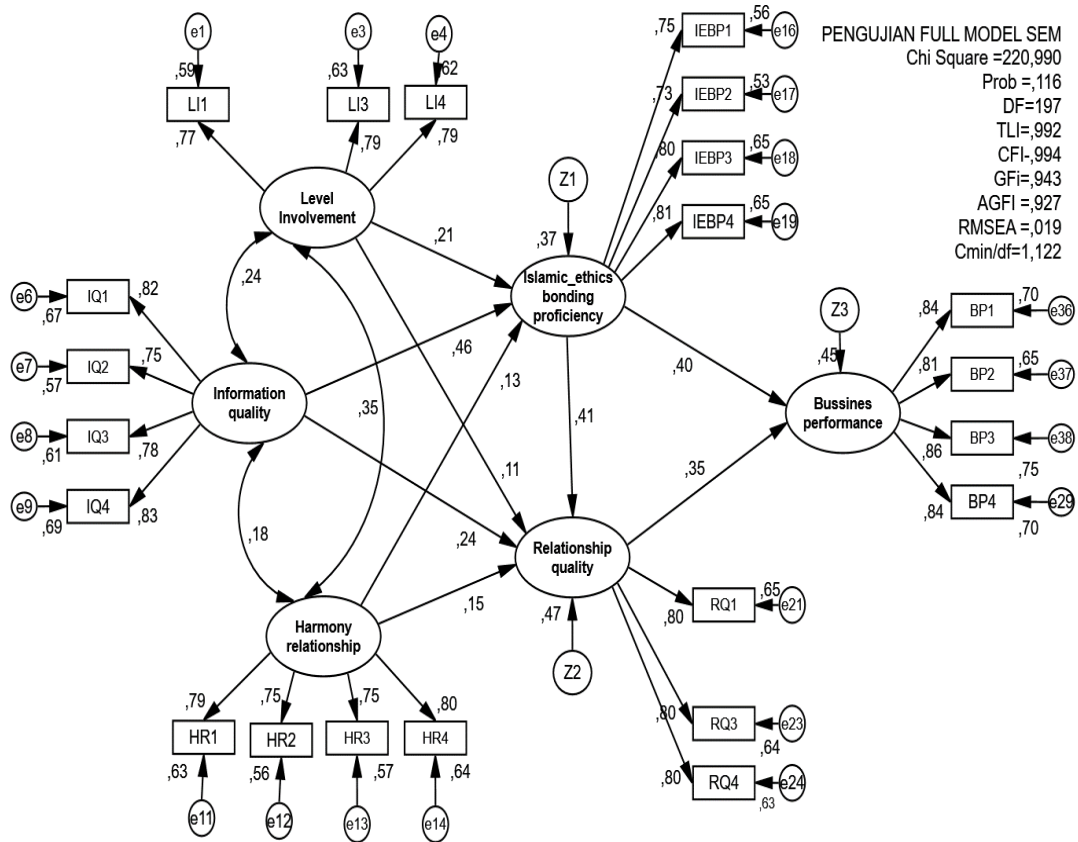 PENGUJIAN FULL MODEL SEM
Chi Square =220,990
Prob =,116
DF=197
TLI=,992
CFI-,994
GFi=,943
AGFI =,927
RMSEA =,019
Cmin/df=1,122
e1
e3
e4
,59
,63
,62
LI1
LI3
LI4
,77
,79
,79
Level
Involvement
,75
IEBP1
,56
e16
,73
IEBP2
,53
e17
,80
IEBP3
,65
e18
,81
IEBP4
,65
e19
Z1
,37
Islamic_ethics
bonding
proficiency
,21
,24
,46
,13
,35
,40
,41
,11
e6
,67
IQ1
,82
e7
,57
IQ2
,75
e8
,61
IQ3
,78
e9
,69
IQ4
,83
Information
quality
Z3
,45
Bussines
performance
,84
BP1
,70
e36
,81
BP2
,65
e37
,86
BP3
e38
,75
,84
BP4
e29
,70
,35
,18
,24
,15
Relationship
quality
,47
Z2
,80
RQ1
,65
e21
,80
RQ3
e23
,64
,80
RQ4
e24
,63
Harmony
relationship
,79
,75
,75
,80
HR1
HR2
HR3
HR4
,63
,56
,57
,64
e11
e12
e13
e14